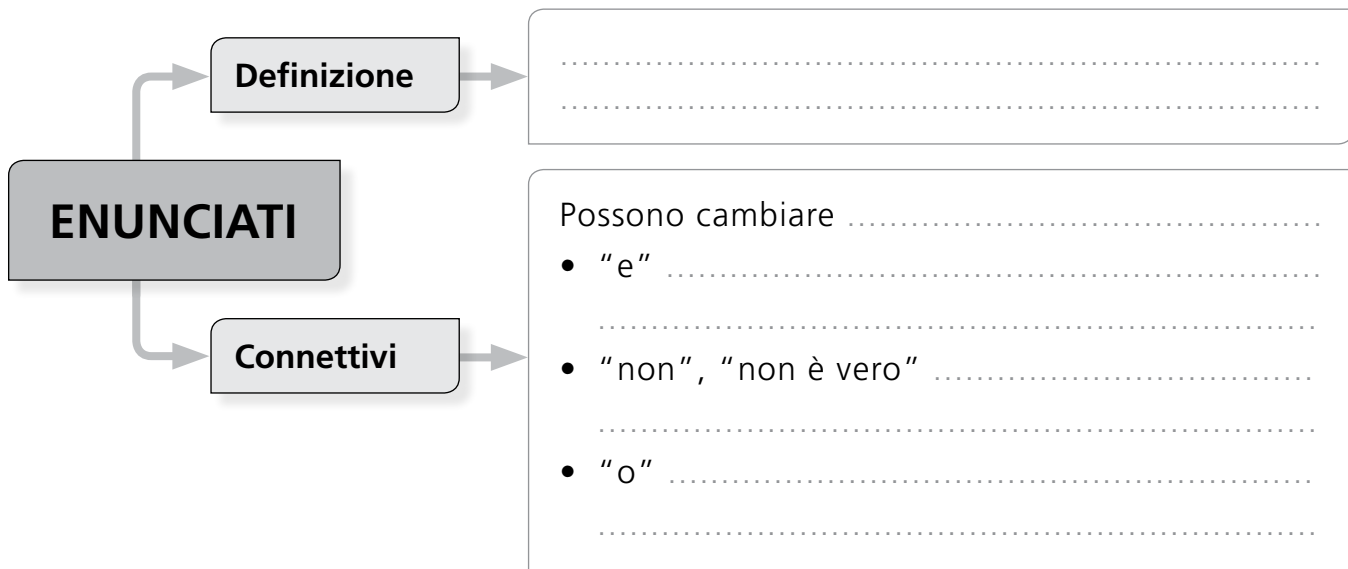 Definizione
ENUNCIATI
Connettivi
Possono cambiare ...............................................
• “e” .................................................................
.......................................................................
• “non”, “non è vero” ......................................
.......................................................................
• “o” ................................................................
.......................................................................